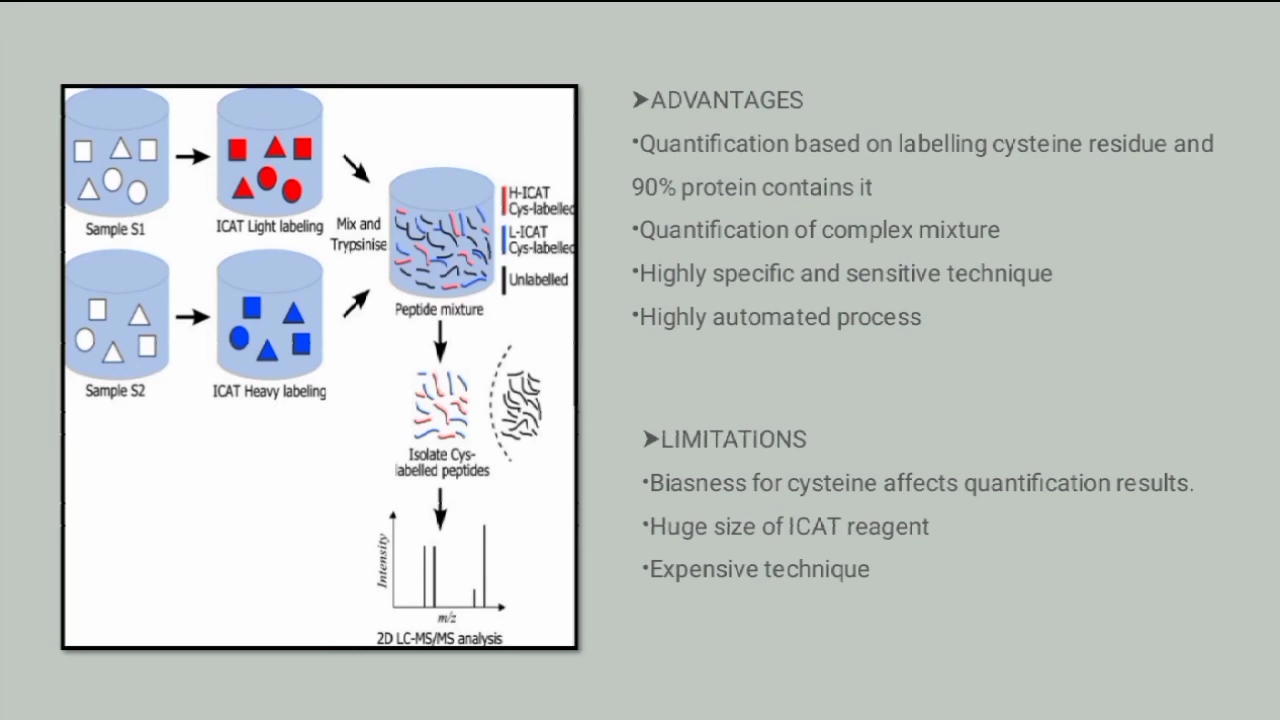 Sample S1
ICAT Light labeling
Mix and
Trypsinise
H-ICAT
Cys-labelled
L-ICAT
Cys-labelled
Unlabelled
Peptide mixture
Sample S2
ICAT Heavy labeling
Isolate Cys-
labelled peptides
Intensity
m/z
2D LC-MS/MS analysis
➤ADVANTAGES
•Quantification based on labelling cysteine residue and
90% protein contains it
•Quantification of complex mixture
•Highly specific and sensitive technique
•Highly automated process
➤LIMITATIONS
•Biasness for cysteine affects quantification results.
•Huge size of ICAT reagent
•Expensive technique